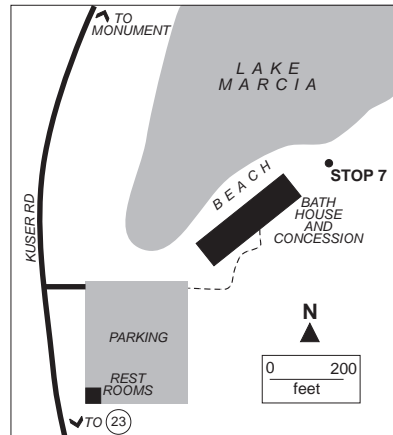 TO
MONUMENT
LAKE
MARCIA
BEACH
STOP 7
BATH
HOUSE
AND
CONCESSION
KUSER RD
PARKING
N
REST
ROOMS
0 200
feet
TO 23